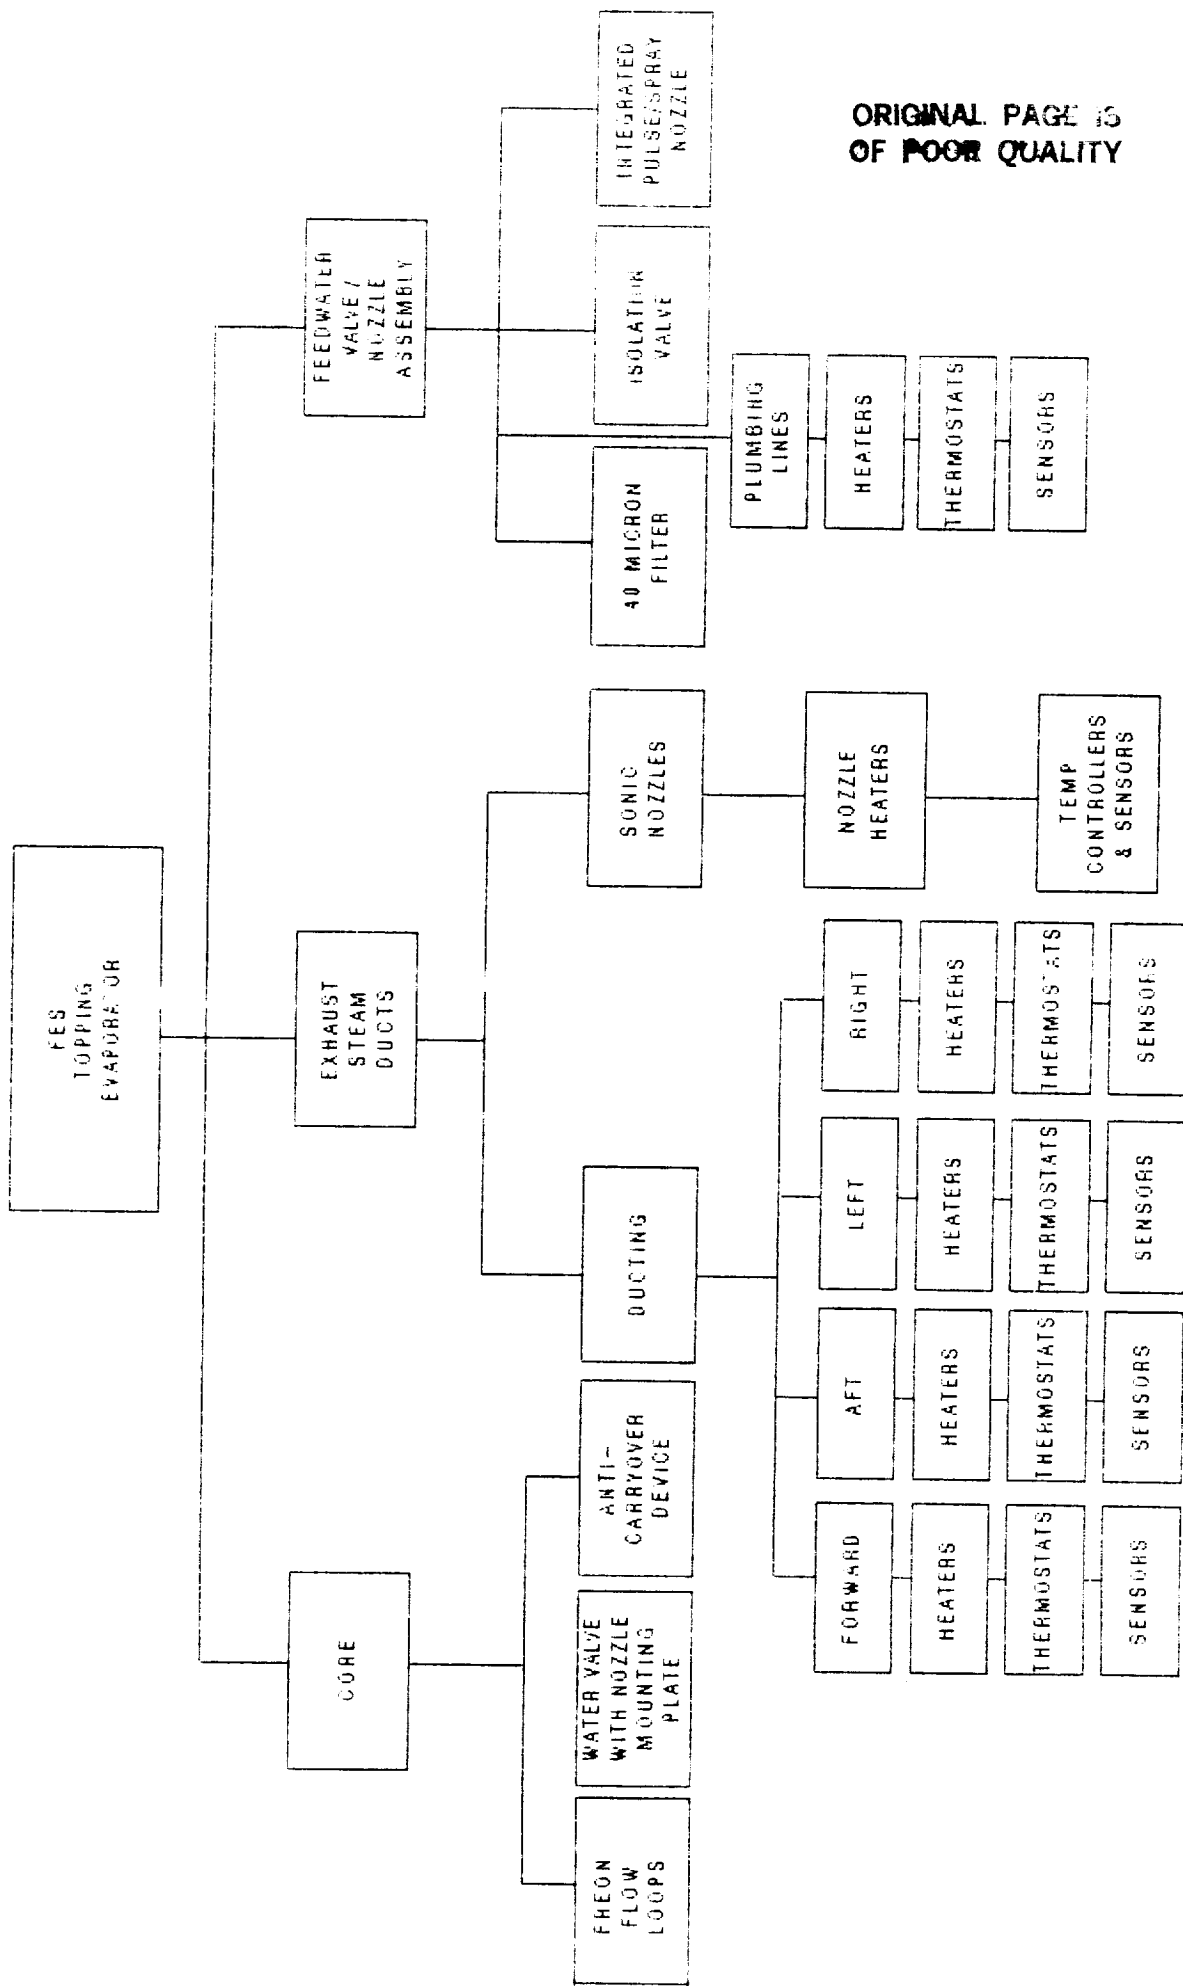 ORIGINAL PAGE IS
OF POOR QUALITY
FES
TOPPING
EVAPORATOR
CORE
EXHAUST
STEAM
DUCTS
FEEDWATER
VALVE/
NOZZLE
ASSEMBLY
FREON
FLOW
LOOPS
WATER VALVE
WITH NOZZLE
MOUNTING
PLATE
ANTI-
CARRYOVER
DEVICE
DUCTING
SONIC
NOZZLES
40 MICRON
FILTER
ISOLATION
VALVE
INTEGRATED
PULSE/SPRAY
NOZZLE
PLUMBING
LINES
HEATERS
THERMOSTATS
SENSORS
NOZZLE
HEATERS
TEMP
CONTROLLERS
& SENSORS
FORWARD
HEATERS
THERMOSTATS
SENSORS
AFT
HEATERS
THERMOSTATS
SENSORS
LEFT
HEATERS
THERMOSTATS
SENSORS
RIGHT
HEATERS
THERMOSTATS
SENSORS